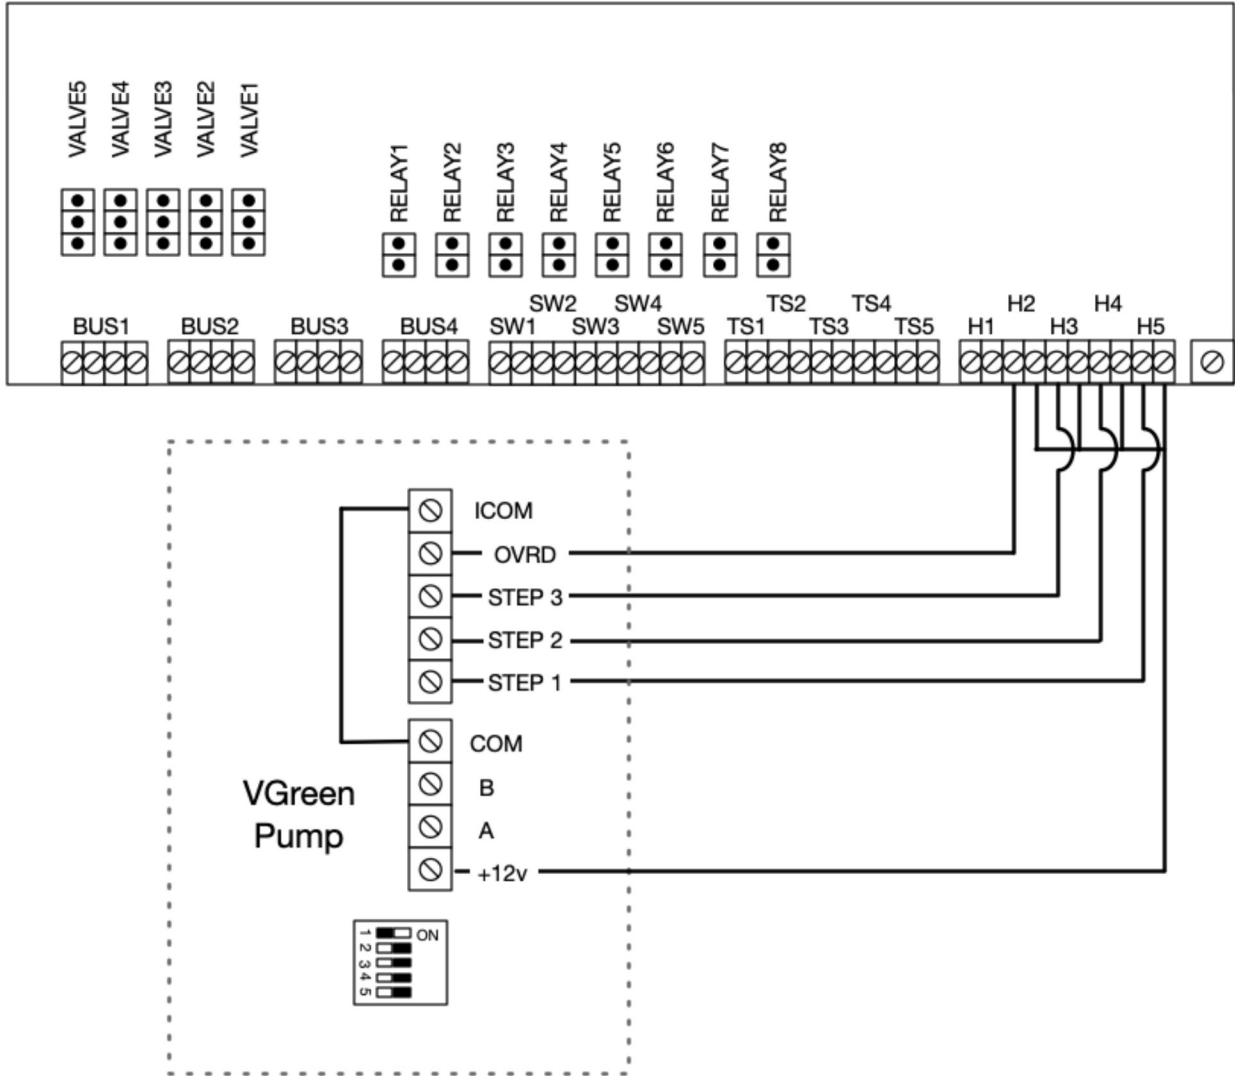 VALVE5
VALVE4
VALVE3
VALVE2
VALVE1
RELAY1
RELAY2
RELAY3
RELAY4
RELAY5
RELAY6
RELAY7
RELAY8
SW2 SW4 TS2 TS4 H2 H4
BUS1 BUS2 BUS3 BUS4 SW1 SW3 SW5 TS1 TS3 TS5 H1 H3 H5
ICOM
OVRD
STEP 3
STEP 2
STEP 1
COM
B
A
+12v
VGreen
Pump
1 ON
2
3
4
5